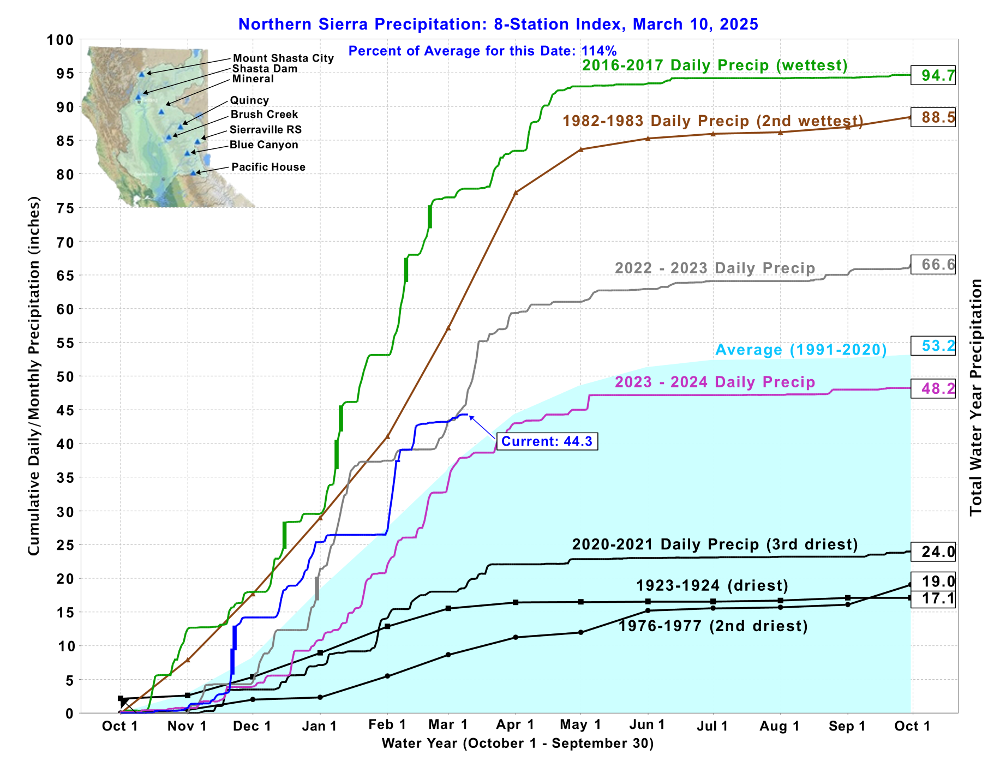 Northern Sierra Precipitation: 8-Station Index, March 10, 2025
Percent of Average for this Date: 114%
Cumulative Daily/Monthly Precipitation (inches)
100
95
90
85
80
75
70
65
60
55
50
45
40
35
30
25
20
15
10
5
0
Mount Shasta City
Shasta Dam
Mineral
Quincy
Brush Creek
Sierraville RS
Blue Canyon
Pacific House
2016-2017 Daily Precip (wettest)
94.7
1982-1983 Daily Precip (2nd wettest)
88.5
2022 - 2023 Daily Precip
66.6
Average (1991-2020)
53.2
2023 - 2024 Daily Precip
48.2
Current: 44.3
2020-2021 Daily Precip (3rd driest)
24.0
1923-1924 (driest)
19.0
17.1
1976-1977 (2nd driest)
Total Water Year Precipitation
Oct 1 Nov 1 Dec 1 Jan 1 Feb 1 Mar 1 Apr 1 May 1 Jun 1 Jul 1 Aug 1 Sep 1 Oct 1
Water Year (October 1 - September 30)